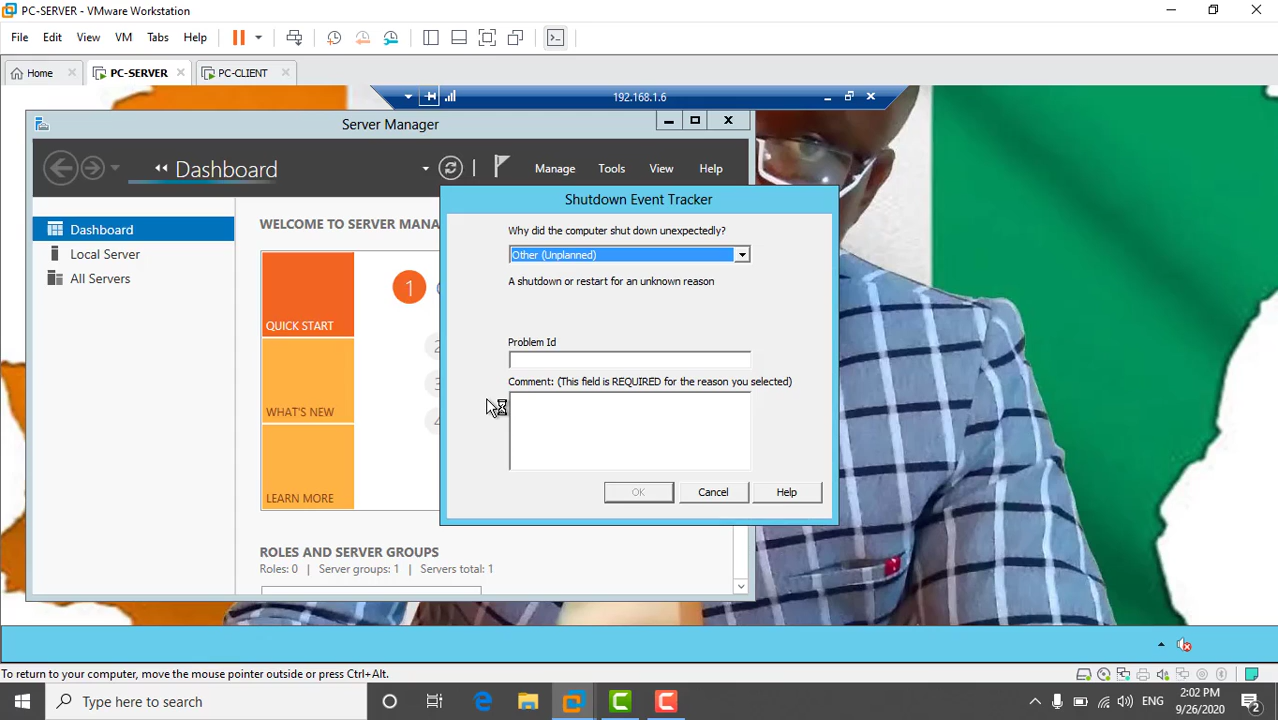 PC-SERVER - VMware Workstation
File Edit View VM Tabs Help
Home PC-SERVER PC-CLIENT
192.168.1.6
Server Manager
Dashboard Manage Tools View Help
Dashboard
Local Server
All Servers
WELCOME TO SERVER MANA
QUICK START
WHAT'S NEW
LEARN MORE
1
2
3
4
ROLES AND SERVER GROUPS
Roles: 0 | Server groups: 1 | Servers total: 1
Shutdown Event Tracker
Why did the computer shut down unexpectedly?
Other (Unplanned)
A shutdown or restart for an unknown reason
Problem Id
Comment: (This field is REQUIRED for the reason you selected)
OK Cancel Help
To return to your computer, move the mouse pointer outside or press Ctrl+Alt.
Type here to search
ENG
2:02 PM
9/26/2020
2